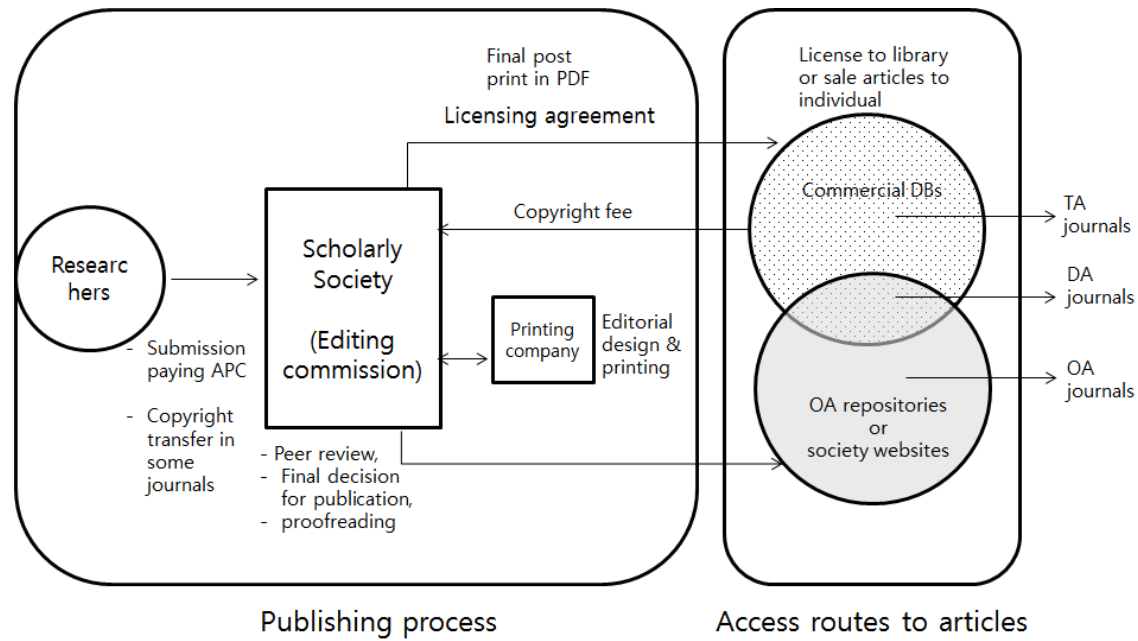 Final post
print in PDF
Licensing agreement
Copyright fee
Researc
hers
- Submission
paying APC
- Copyright
transfer in
some
journals
Scholarly
Society
(Editing
commission)
Printing
company
Editorial
design &
printing
- Peer review,
- Final decision
for publication,
- proofreading
License to library
or sale articles to
individual
Commercial DBs
OA repositories
or
society websites
TA
journals
DA
journals
OA
journals
Publishing process
Access routes to articles